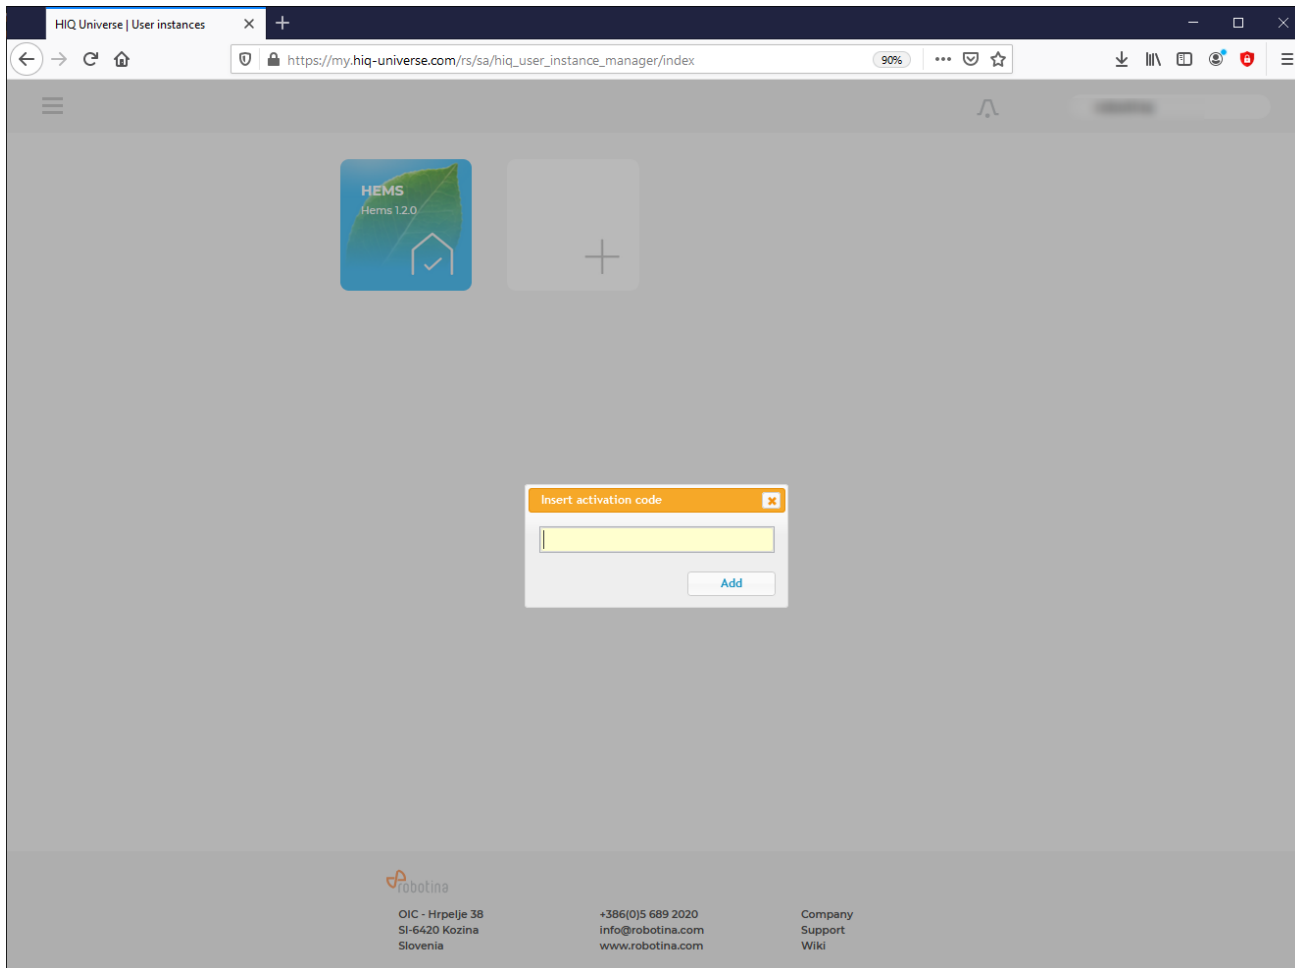 HIQ Universe | User instances
https://my.hiq-universe.com/rs/sa/hiq_user_instance_manager/index
90%
HEMS
Hems 1.2.0
Insert activation code
Add
robotina
OIC - Hrpelje 38
SI-6420 Kozina
Slovenia
+386(0)5 689 2020
info@robotina.com
www.robotina.com
Company
Support
Wiki